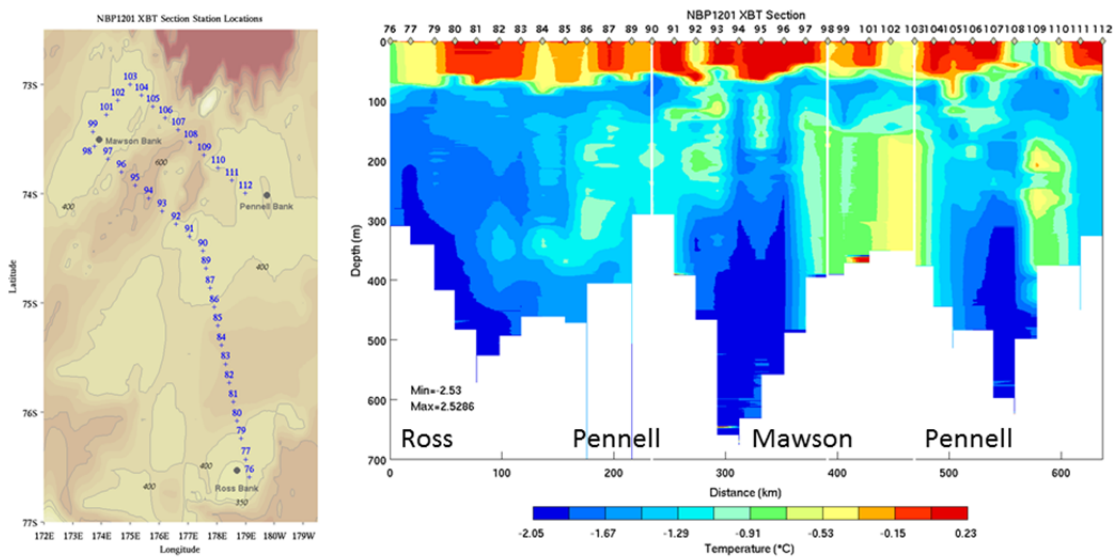 NBP1201 XBT Section Station Locations
73S
74S
75S
76S
77S
Latitude
172E 173E 174E 175E 176E 177E 178E 179E 180W 179W
Longitude
103
102 104
101 105
106
99 107
Mawson Bank 108
98 97 109
96 600 110
95 111
94 112
93 Pennell Bank
400
92
91
90
89 400
87
86
85
84
83
82
81
80
79
400 77
400 76
Ross Bank
350
NBP1201 XBT Section
76 77 79 80 81 82 83 84 85 86 87 89 90 91 92 93 94 95 96 97 98 99 101 102 103 104 105 106 107 108 109 110 111 112
0
100
200
300
400
500
600
700
Depth(m)
Min=-2.53
Max=2.5286
Ross Pennell Mawson Pennell
0 100 200 300 400 500 600
Distance (km)
-2.05 -1.67 -1.29 -0.91 -0.53 -0.15 0.23
Temperature (°C)